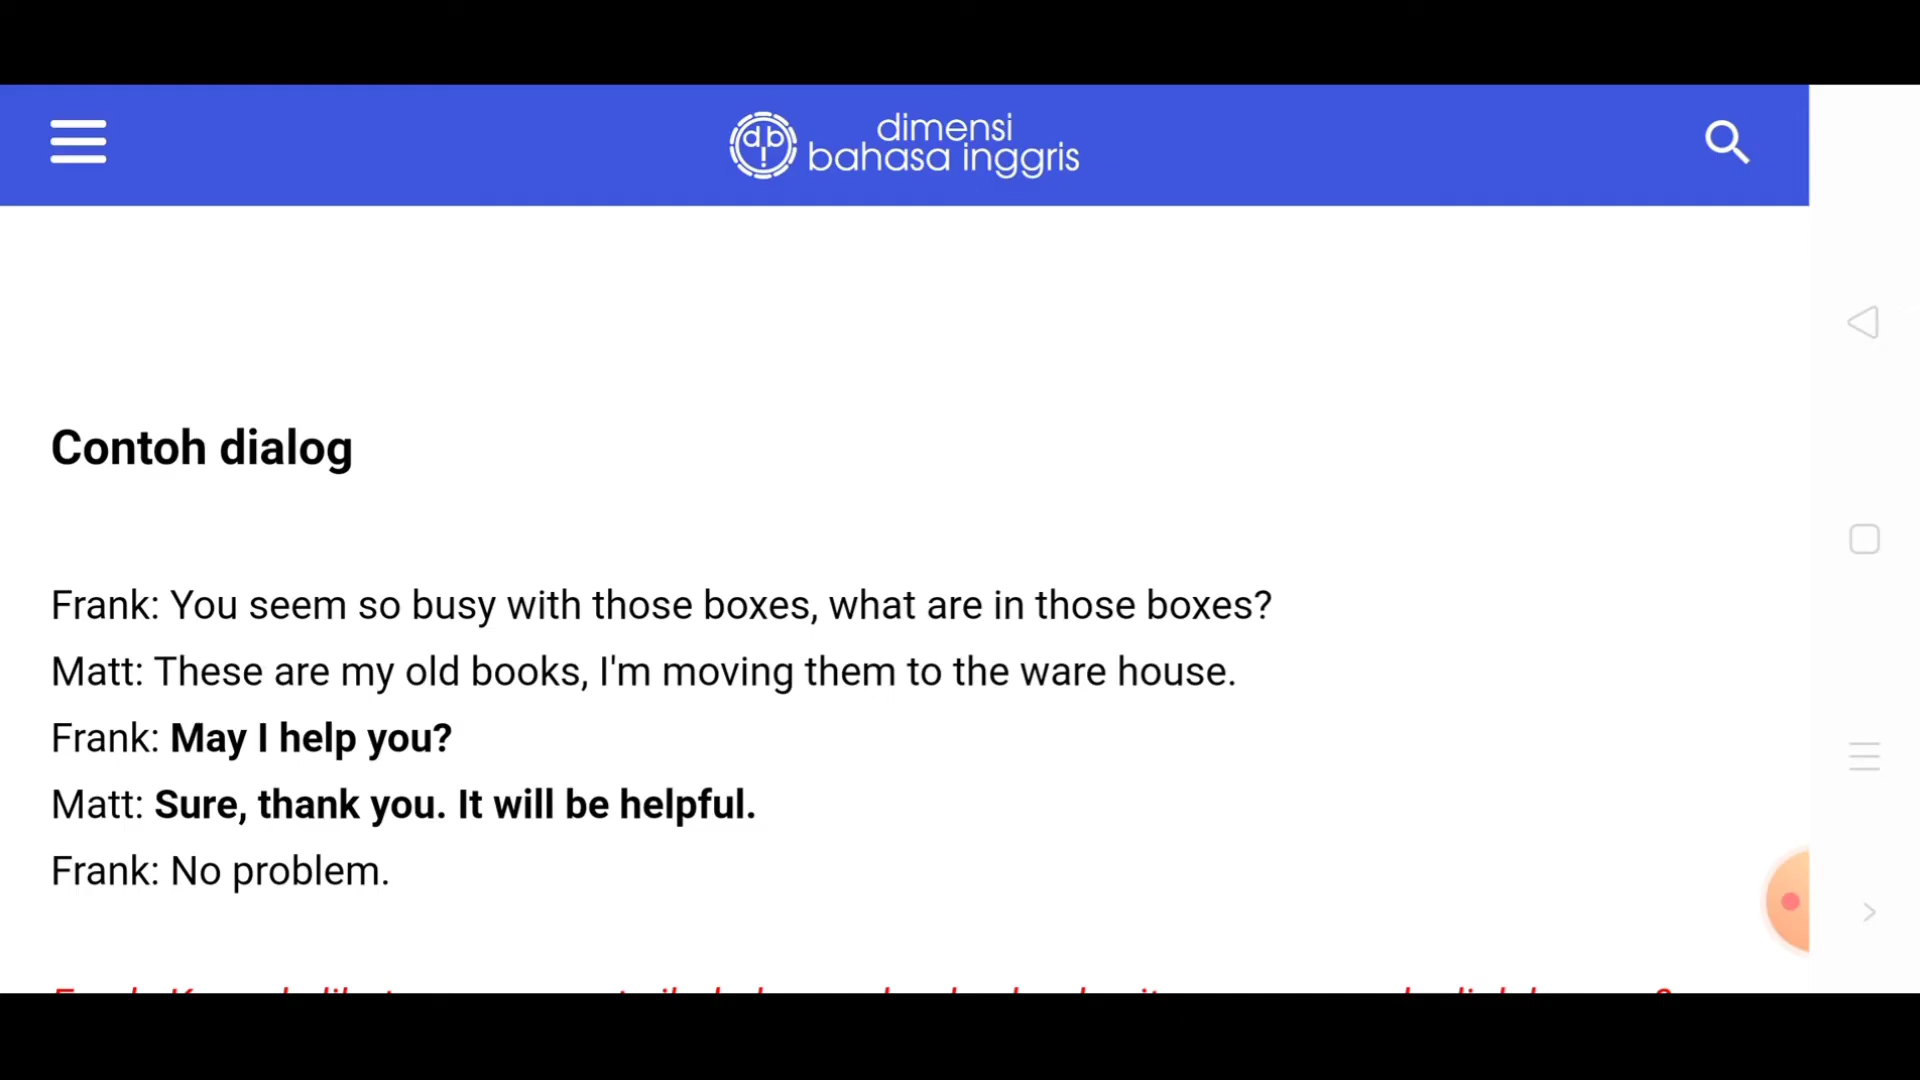 d,b
!
dimensi
bahasa inggris
Contoh dialog
Frank: You seem so busy with those boxes, what are in those boxes?
Matt: These are my old books, I'm moving them to the ware house.
Frank: May I help you?
Matt: Sure, thank you. It will be helpful.
Frank: No problem.